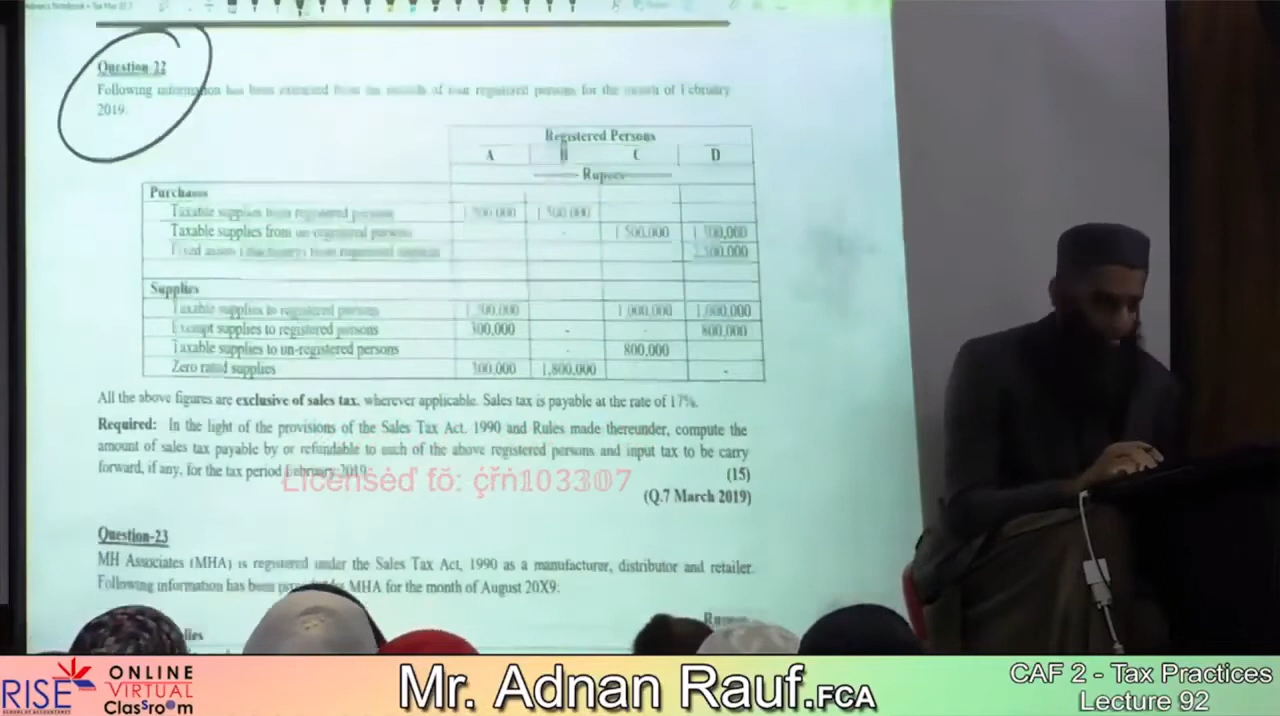 Question-22
Following information has been extracted from the records of four registered persons for the month of February
2019.
Registered Persons
A B C D
Rupees
Purchases
Taxable supplies from registered persons 1,500,000 1,500,000
Taxable supplies from un-registered persons - 1,500,000
Fixed assets (machinery) from registered
Supplies
Taxable supplies to registered persons 1,000,000 1,000,000
Exempt supplies to registered persons 300,000 - - 800,000
Taxable supplies to un-registered persons - 800,000
Zero rated supplies 300,000 1,800,000 -
All the above figures are exclusive of sales tax, wherever applicable. Sales tax is payable at the rate of 17%.
Required: In the light of the provisions of the Sales Tax Act, 1990 and Rules made thereunder, compute the
amount of sales tax payable by or refundable to each of the above registered persons and input tax to be carry
forward, if any, for the tax period February 2019.
(15)
Licensed to: crn103307
(Q.7 March 2019)
Question-23
MH Associates (MHA) is registered under the Sales Tax Act, 1990 as a manufacturer, distributor and retailer.
Following information has been MHA for the month of August 20X9:
RISE
ONLINE
VIRTUAL
Classroom
Mr. Adnan Rauf.FCA
CAF 2 - Tax Practices
Lecture 92